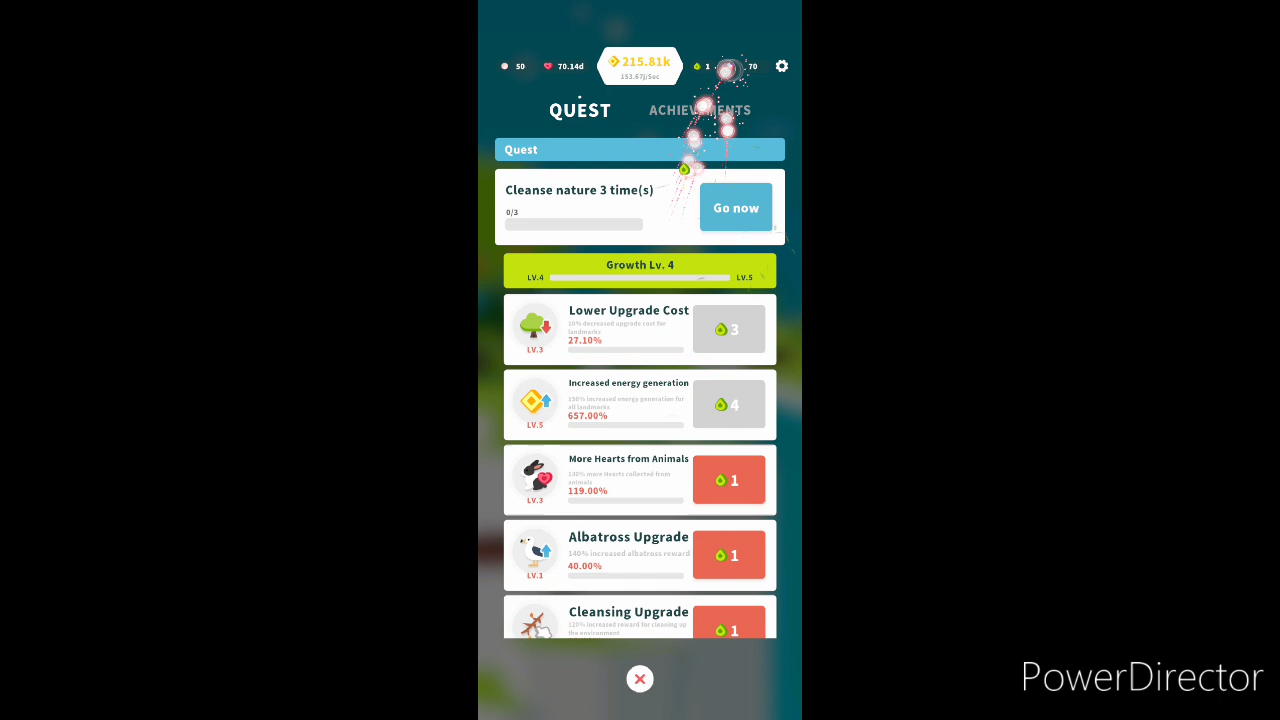 50
70.14d
215.81k
153.67j/Sec
1
70
QUEST
ACHIEVEMENTS
Quest
Cleanse nature 3 time(s)
0/3
Go now
Growth Lv. 4
LV.4
LV.5
Lower Upgrade Cost
10% decreased upgrade cost for
landmarks
27.10%
LV.3
3
Increased energy generation
150% increased energy generation for
all landmarks
657.00%
LV.5
4
More Hearts from Animals
130% more Hearts collected from
animals
119.00%
LV.3
1
Albatross Upgrade
140% increased albatross reward
40.00%
LV.1
1
Cleansing Upgrade
120% increased reward for cleaning up
the environment
1
PowerDirector